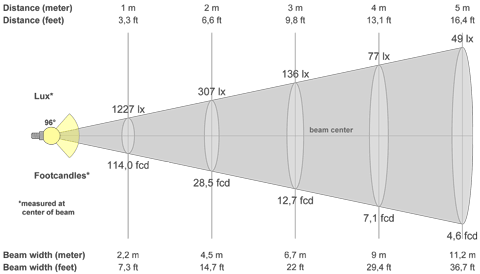 Distance (meter) 1 m 2 m 3 m 4 m 5 m
Distance (feet) 3,3 ft 6,6 ft 9,8 ft 13,1 ft 16,4 ft
49 lx
77 lx
136 lx
307 lx
1227 lx
Lux*
96°
beam center
114,0 fcd
Footcandles*
28,5 fcd
12,7 fcd
*measured at
center of beam
7,1 fcd
4,6 fcd
Beam width (meter) 2,2 m 4,5 m 6,7 m 9 m 11,2 m
Beam width (feet) 7,3 ft 14,7 ft 22 ft 29,4 ft 36,7 ft